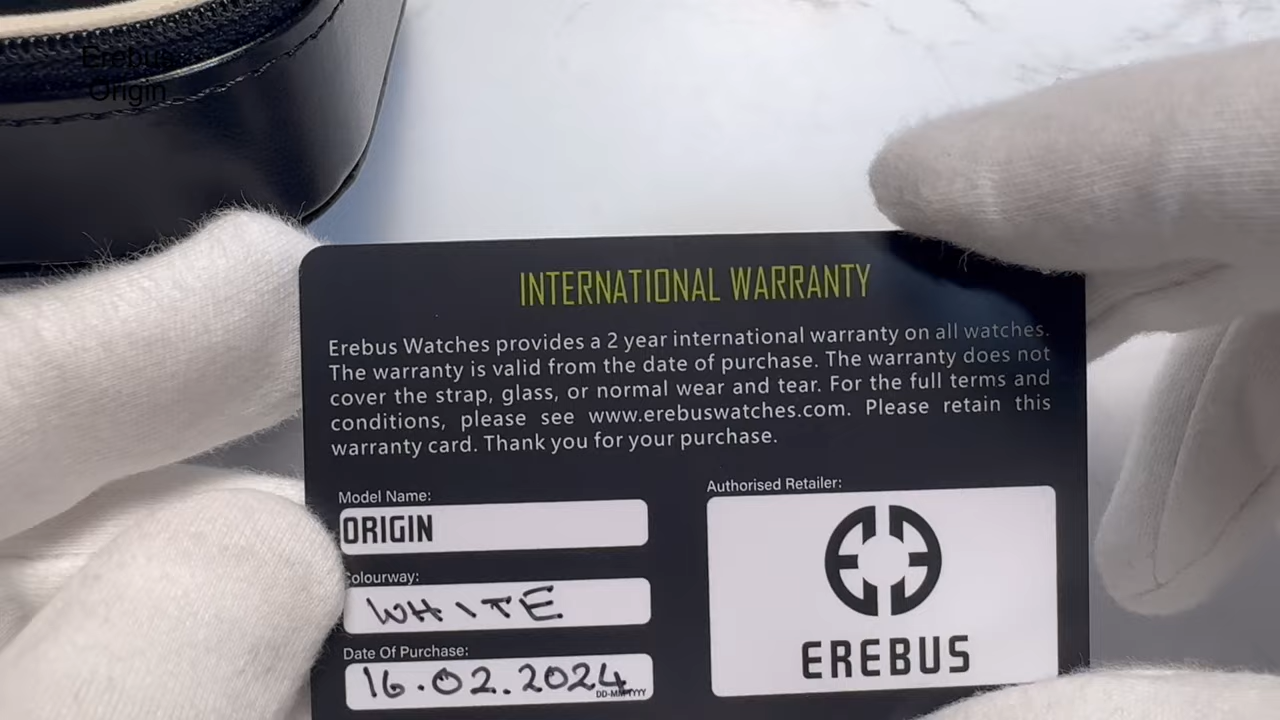 Erebus
Origin
INTERNATIONAL WARRANTY
Erebus Watches provides a 2 year international warranty on all watches.
The warranty is valid from the date of purchase. The warranty does not
cover the strap, glass, or normal wear and tear. For the full terms and
conditions, please see www.erebuswatches.com. Please retain this
warranty card. Thank you for your purchase.
Model Name:
ORIGIN
Colourway:
WHITE
Date Of Purchase:
16.02.2024
DD-MM-YYYY
Authorised Retailer:
EREBUS